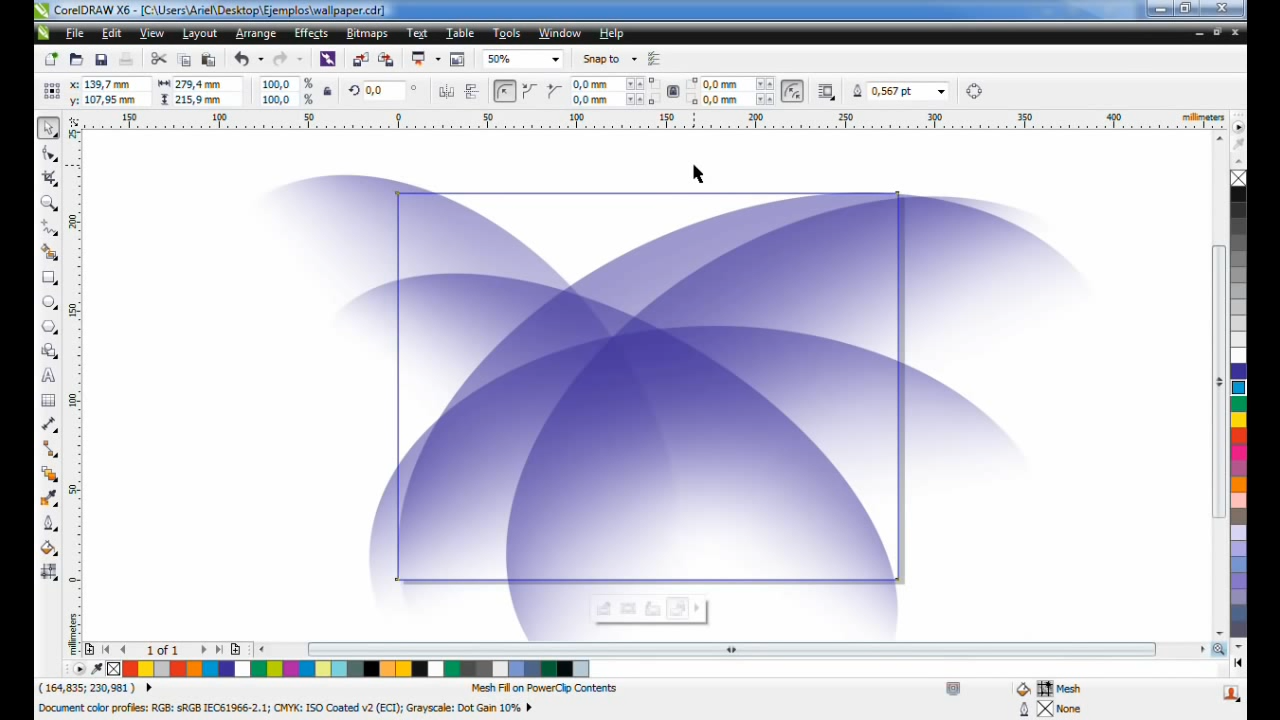 CorelDRAW X6 - [C:\Users\Ariel\Desktop\Ejemplos\wallpaper.cdr]
File Edit View Layout Arrange Effects Bitmaps Text Table Tools Window Help
50% Snap to
x: 139,7 mm 279,4 mm 100,0 % 0,0 ° 0,0 mm 0,0 mm 0,567 pt
y: 107,95 mm 215,9 mm 100,0 % 0,0 mm 0,0 mm
150 100 50 0 50 100 150 200 250 300 350 400 millimeters
200
150
100
50
0
millimeters
1 of 1
( 164,835; 230,981 ) Mesh Fill on PowerClip Contents Mesh
Document color profiles: RGB: sRGB IEC61966-2.1; CMYK: ISO Coated v2 (ECI); Grayscale: Dot Gain 10% None